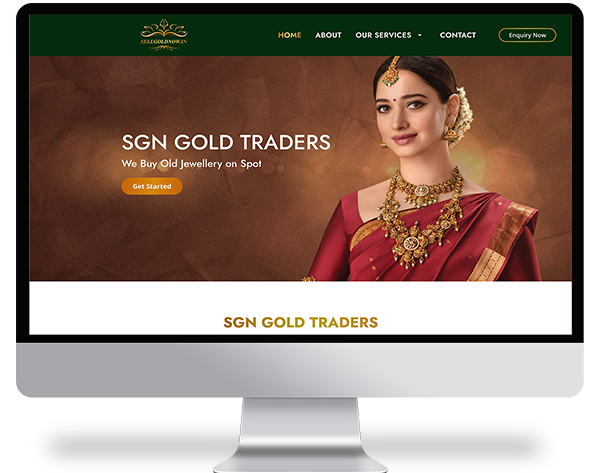 SELLGOLDNOW.IN
HOME ABOUT OUR SERVICES CONTACT Enquiry Now
SGN GOLD TRADERS
We Buy Old Jewellery on Spot
Get Started
SGN GOLD TRADERS